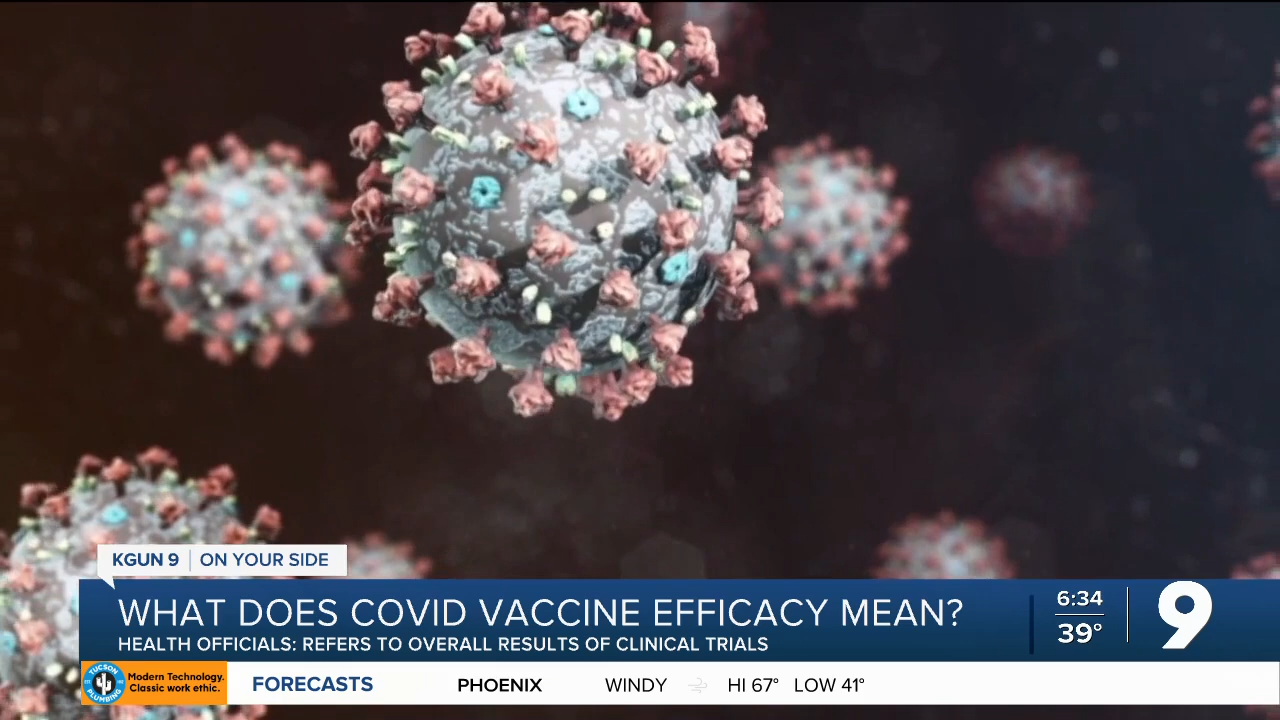 KGUN 9 | ON YOUR SIDE
WHAT DOES COVID VACCINE EFFICACY MEAN?
HEALTH OFFICIALS: REFERS TO OVERALL RESULTS OF CLINICAL TRIALS
6:34
39°
9
TUCSON PLUMBING
Modern Technology.
Classic work ethic.
FORECASTS PHOENIX WINDY HI 67° LOW 41°